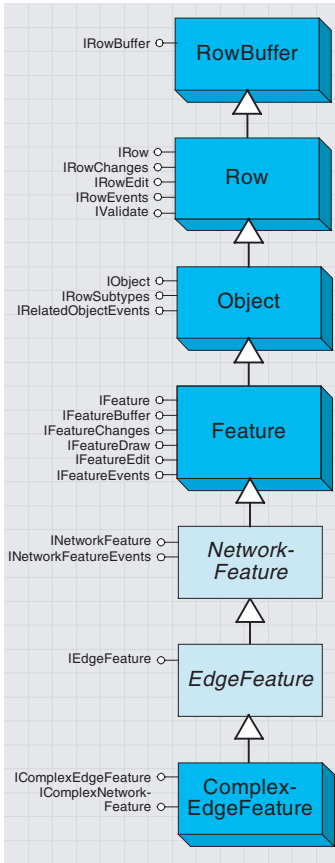 IRowBuffer
RowBuffer
IRow
IRowChanges
IRowEdit
IRowEvents
IValidate
Row
IObject
IRowSubtypes
IRelatedObjectEvents
Object
IFeature
IFeatureBuffer
IFeatureChanges
IFeatureDraw
IFeatureEdit
IFeatureEvents
Feature
INetworkFeature
INetworkFeatureEvents
Network-
Feature
IEdgeFeature
EdgeFeature
IComplexEdgeFeature
IComplexNetwork-
Feature
Complex-
EdgeFeature